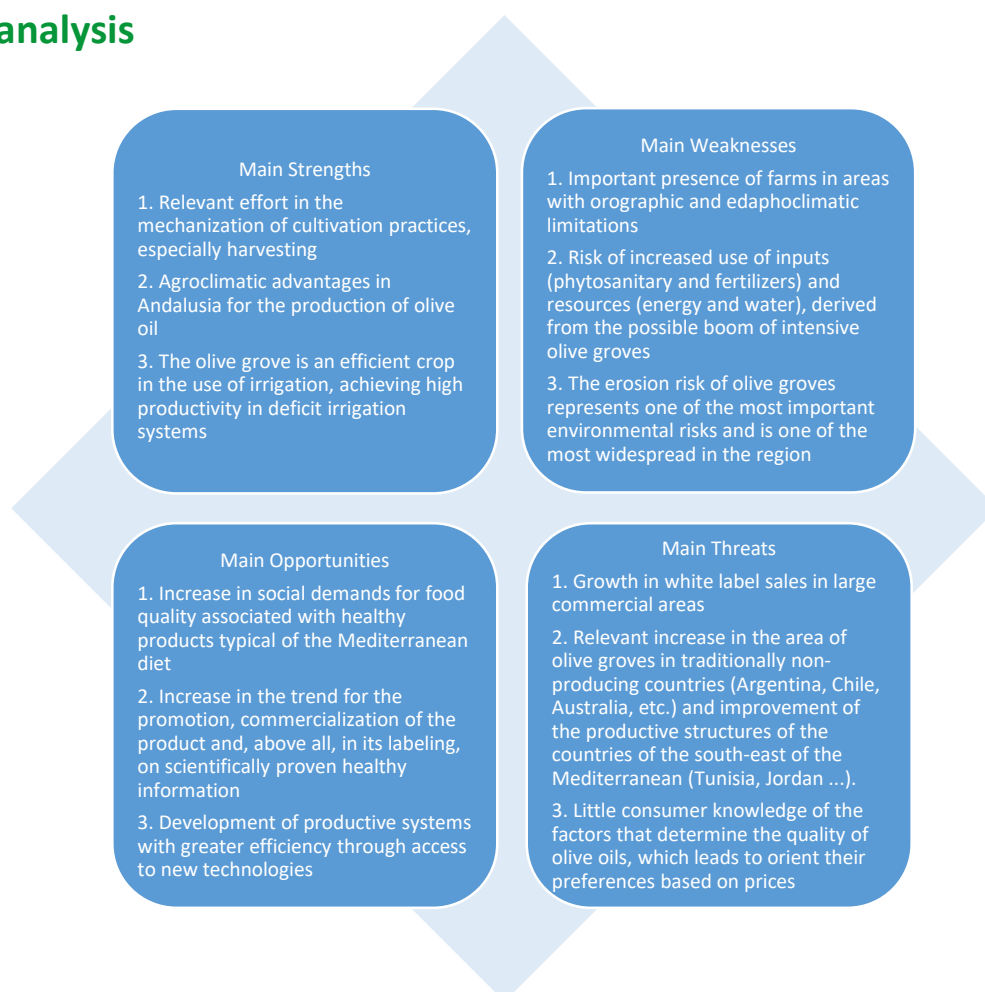 analysis
Main Strengths
1. Relevant effort in the
mechanization of cultivation practices,
especially harvesting
2. Agroclimatic advantages in
Andalusia for the production of olive
oil
3. The olive grove is an efficient crop
in the use of irrigation, achieving high
productivity in deficit irrigation
systems
Main Weaknesses
1. Important presence of farms in areas
with orographic and edaphoclimatic
limitations
2. Risk of increased use of inputs
(phytosanitary and fertilizers) and
resources (energy and water), derived
from the possible boom of intensive
olive groves
3. The erosion risk of olive groves
represents one of the most important
environmental risks and is one of the
most widespread in the region
Main Opportunities
1. Increase in social demands for food
quality associated with healthy
products typical of the Mediterranean
diet
2. Increase in the trend for the
promotion, commercialization of the
product and, above all, in its labeling,
on scientifically proven healthy
information
3. Development of productive systems
with greater efficiency through access
to new technologies
Main Threats
1. Growth in white label sales in large
commercial areas
2. Relevant increase in the area of
olive groves in traditionally non-
producing countries (Argentina, Chile,
Australia, etc.) and improvement of
the productive structures of the
countries of the south-east of the
Mediterranean (Tunisia, Jordan ...).
3. Little consumer knowledge of the
factors that determine the quality of
olive oils, which leads to orient their
preferences based on prices